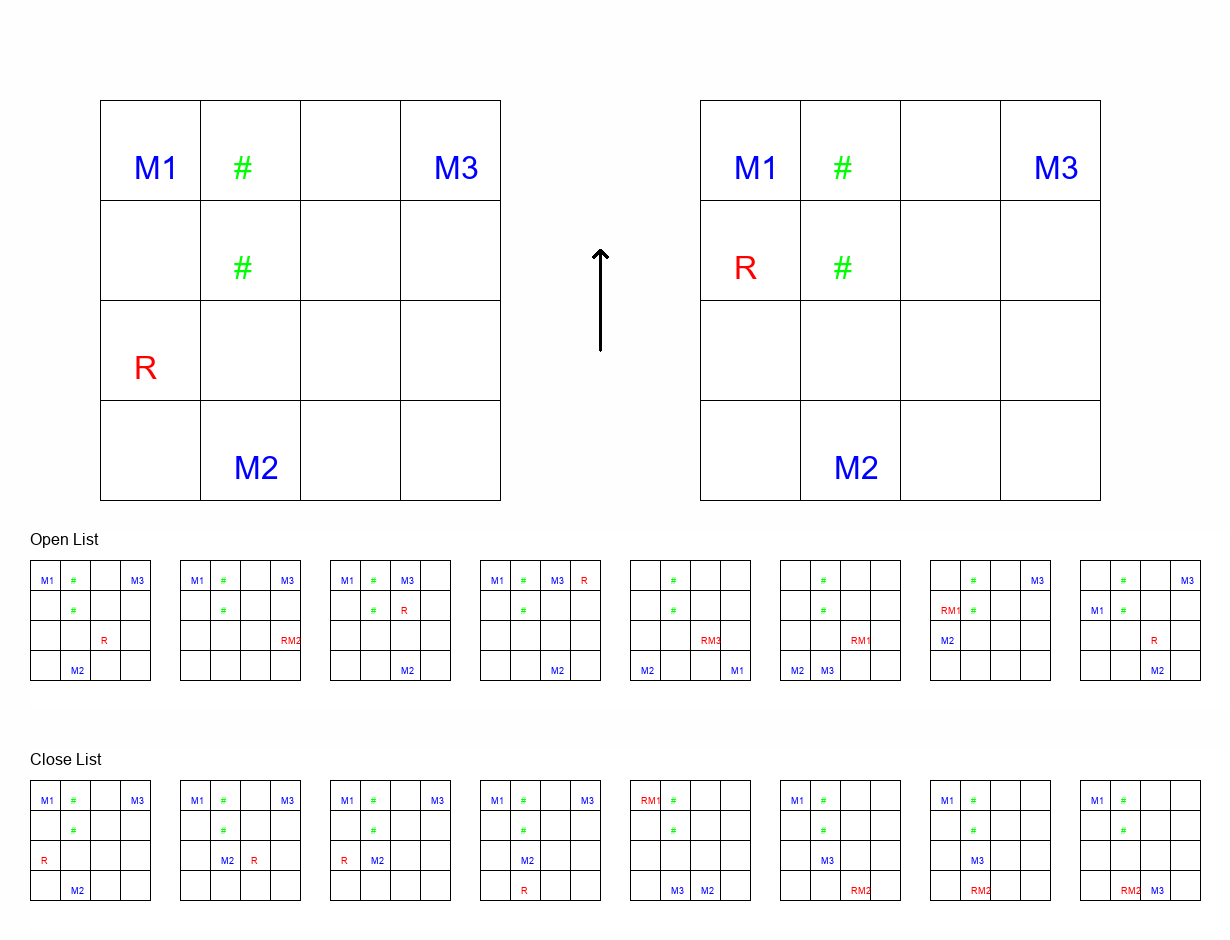 M1 # M3 M1 # M3
# R #
R
M2 M2
Open List
M1 # M3 M1 # M3 M1 # M3 M1 # M3 R # # # M3 # M3
# # # R # # # RM1 # M1 #
R RM2 RM3 RM1 M2 R
M2 M2 M2 M2 M1 M2 M3 M2
Close List
M1 # M3 M1 # M3 M1 # M3 M1 # M3 RM1 # M1 # M1 # M1 #
# # # # # # # #
R M2 R R M2 M2 M3 M3
M2 R M3 M2 RM2 RM2 RM2 M3